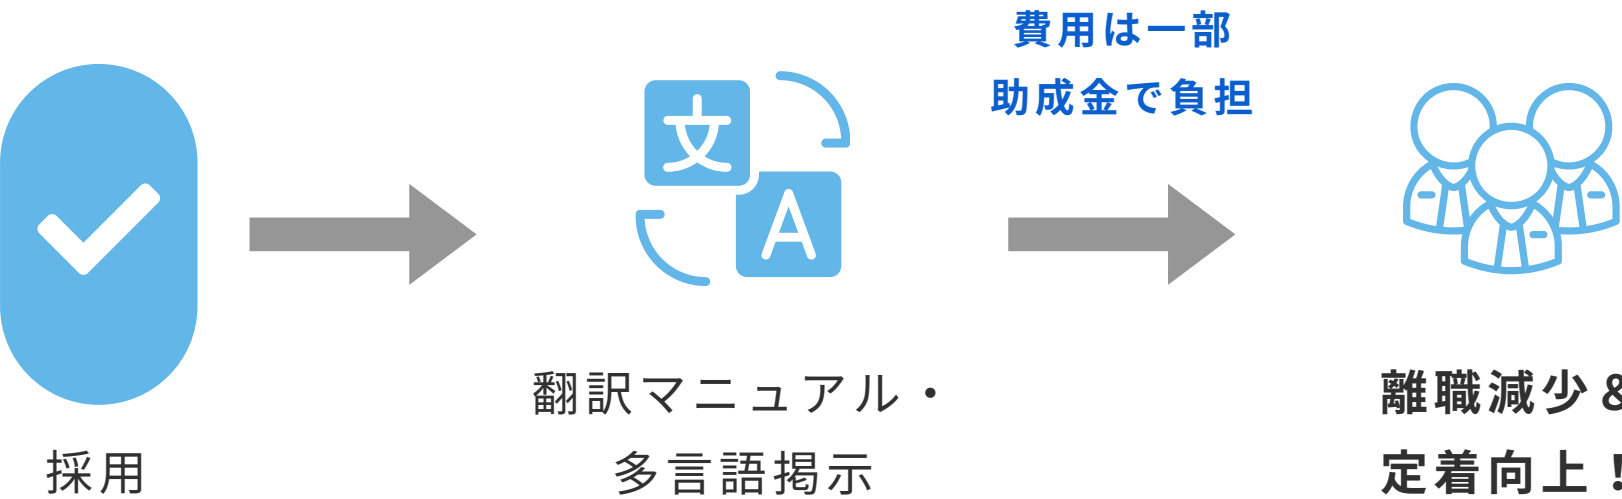 費用は一部
助成金で負担
文
A
翻訳マニュアル・
多言語掲示
離職減少&
定着向上！
採用